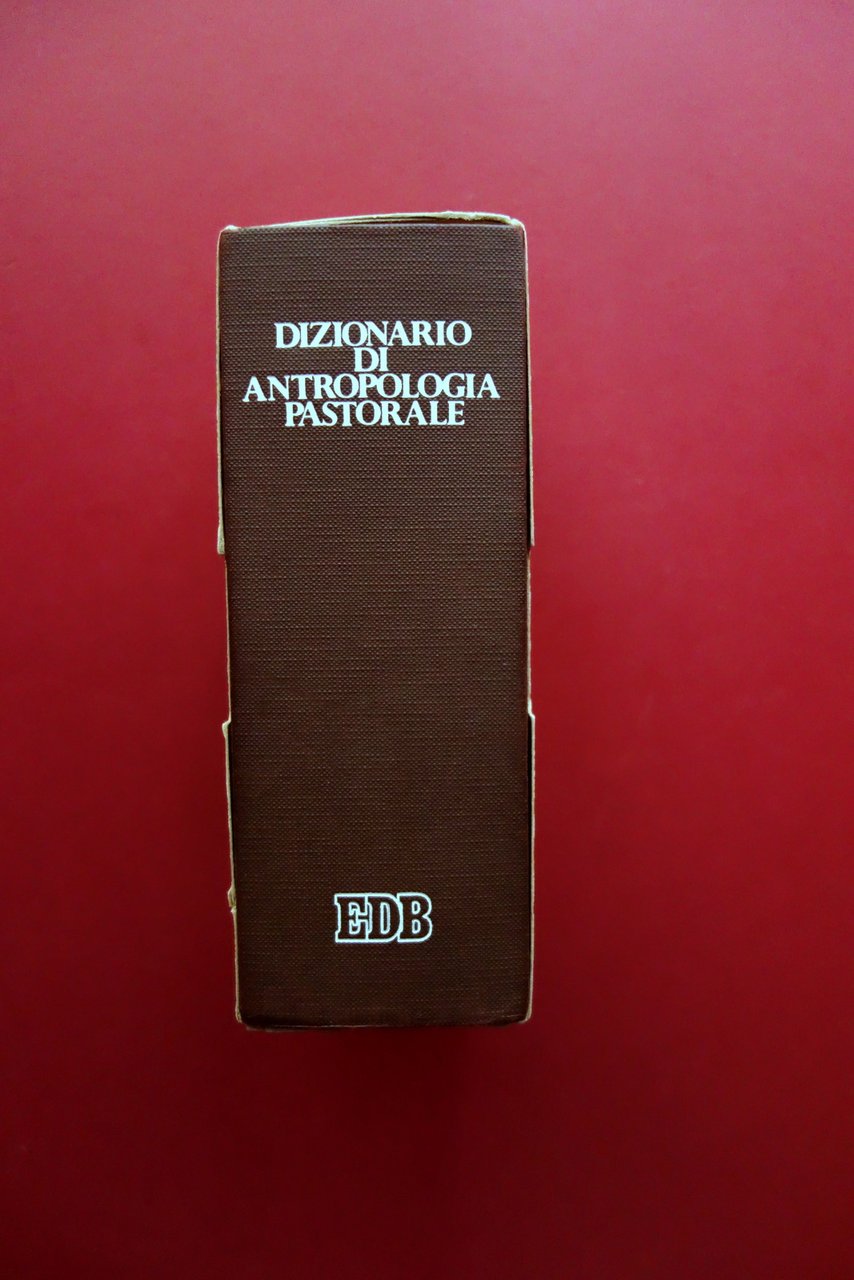 DIZIONARIO
DI
ANTROPOLOGIA
PASTORALE
EDB